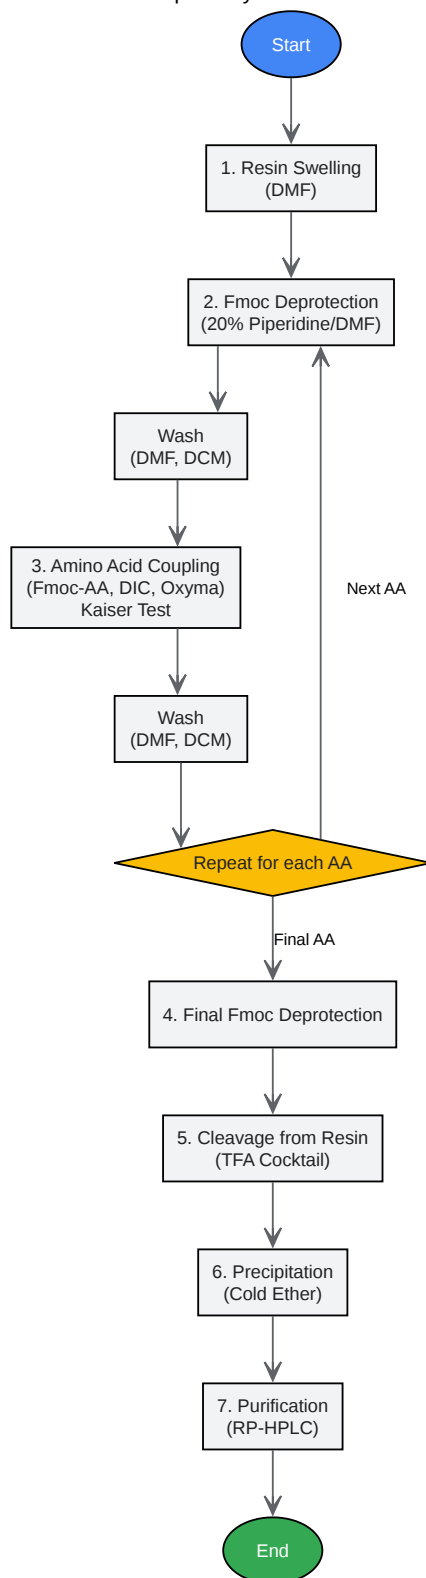 Start
1. Resin Swelling
(DMF)
2. Fmoc Deprotection
(20% Piperidine/DMF)
Wash
(DMF, DCM)
3. Amino Acid Coupling
(Fmoc-AA, DIC, Oxyma)
Kaiser Test
Next AA
Wash
(DMF, DCM)
Repeat for each AA
Final AA
4. Final Fmoc Deprotection
5. Cleavage from Resin
(TFA Cocktail)
6. Precipitation
(Cold Ether)
7. Purification
(RP-HPLC)
End